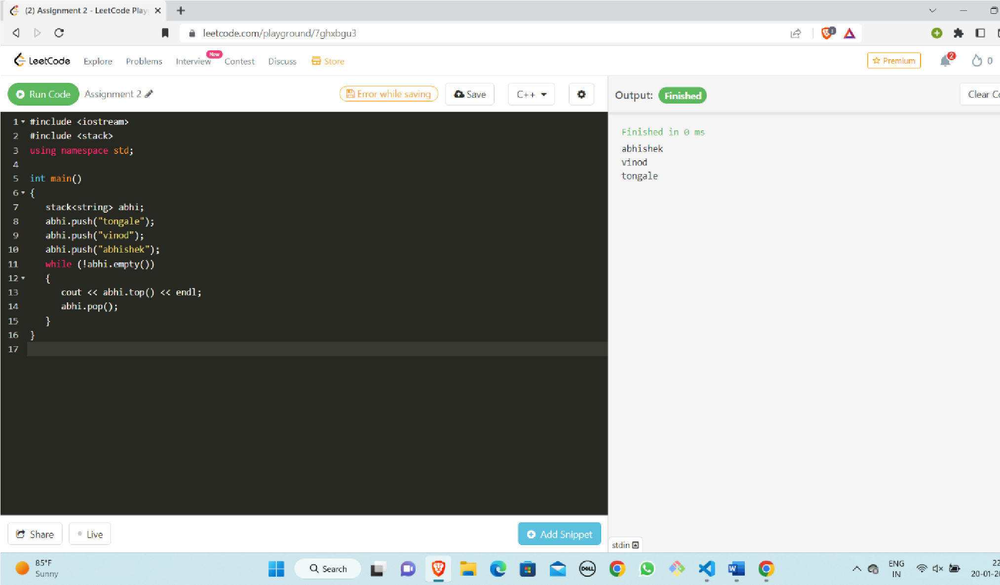 (2) Assignment 2 - LeetCode Play
leetcode.com/playground/7ghxbgu3
3
LeetCode Explore Problems Interview New Contest Discuss Store
Premium 2 0
Run Code Assignment 2 Error while saving Save C++
Output: Finished Clear
1 #include <iostream>
2 #include <stack>
3 using namespace std;
4
5 int main()
6 {
7 stack<string> abhi;
8 abhi.push("tongale");
9 abhi.push("vinod");
10 abhi.push("abhishek");
11 while (!abhi.empty())
12 {
13 cout << abhi.top() << endl;
14 abhi.pop();
15 }
16 }
17
Finished in 0 ms
abhishek
vinod
tongale
Share Live Add Snippet
stdin
85°F
Sunny
Search
DELL
W
ENG
IN
22
20-01-20